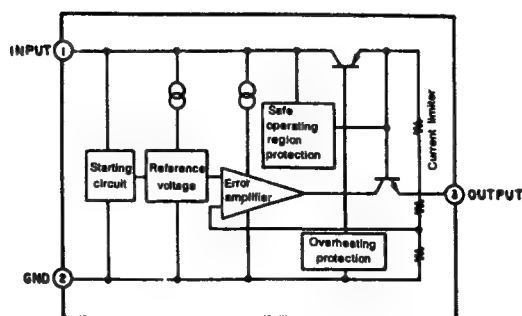 INPUT 1
Safe
operating
region
protection
Current limiter
Starting
circuit
Reference
voltage
Error
amplifier
3 OUTPUT
Overheating
protection
GND 2